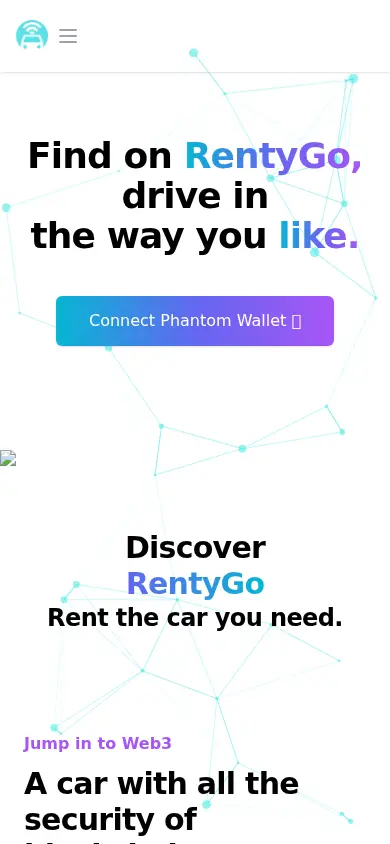 Find on RentyGo,
drive in
the way you like.
Connect Phantom Wallet
Discover
RentyGo
Rent the car you need.
Jump in to Web3
A car with all the
security of